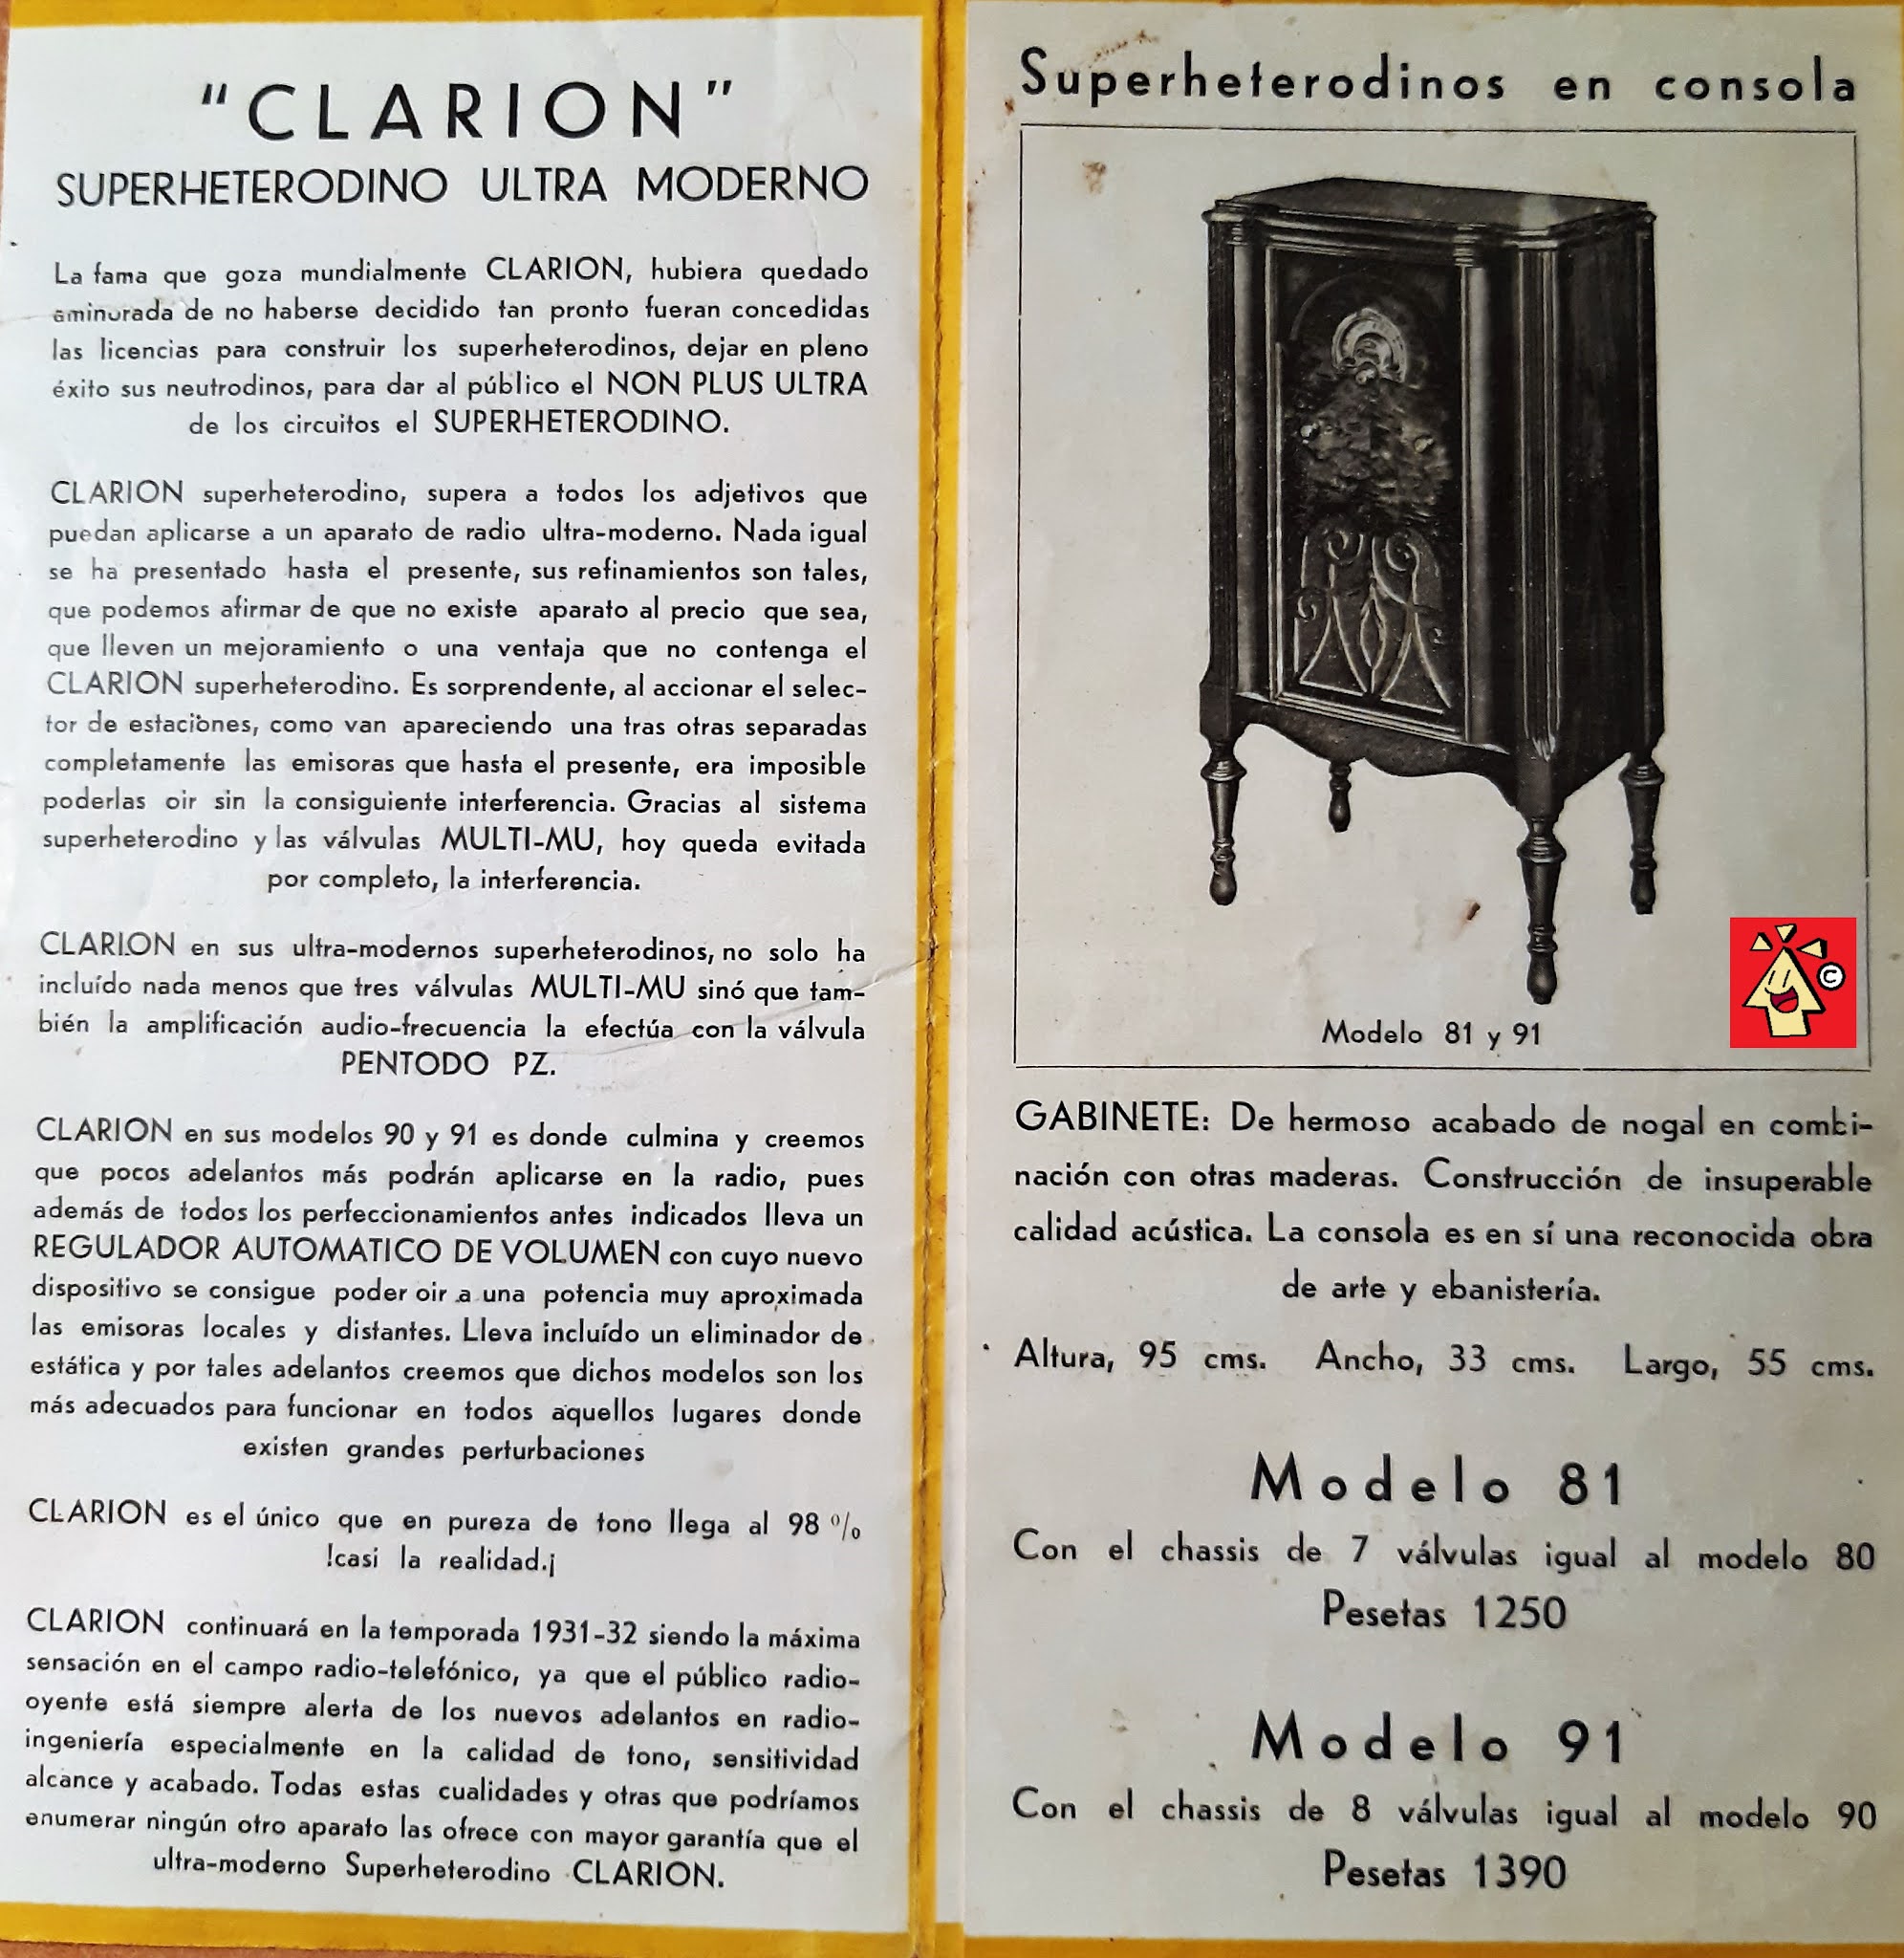 “CLARION”
SUPERHETERODINO ULTRA MODERNO
La fama que goza mundialmente CLARION, hubiera quedado
aminorada de no haberse decidido tan pronto fueran concedidas
las licencias para construir los superheterodinos, dejar en pleno
éxito sus neutrodinos, para dar al público el NON PLUS ULTRA
de los circuitos el SUPERHETERODINO.
CLARION superheterodino, supera a todos los adjetivos que
puedan aplicarse a un aparato de radio ultra-moderno. Nada igual
se ha presentado hasta el presente, sus refinamientos son tales,
que podemos afirmar de que no existe aparato al precio que sea,
que lleven un mejoramiento o una ventaja que no contenga el
CLARION superheterodino. Es sorprendente, al accionar el selec-
tor de estaciones, como van apareciendo una tras otras separadas
completamente las emisoras que hasta el presente, era imposible
poderlas oir sin la consiguiente interferencia. Gracias al sistema
superheterodino y las válvulas MULTI-MU, hoy queda evitada
por completo, la interferencia.
CLARION en sus ultra-modernos superheterodinos, no solo ha
incluído nada menos que tres válvulas MULTI-MU sinó que tam-
bién la amplificación audio-frecuencia la efectúa con la válvula
PENTODO PZ.
CLARION en sus modelos 90 y 91 es donde culmina y creemos
que pocos adelantos más podrán aplicarse en la radio, pues
además de todos los perfeccionamientos antes indicados lleva un
REGULADOR AUTOMATICO DE VOLUMEN con cuyo nuevo
dispositivo se consigue poder oir a una potencia muy aproximada
las emisoras locales y distantes. Lleva incluído un eliminador de
estática y por tales adelantos creemos que dichos modelos son los
más adecuados para funcionar en todos aquellos lugares donde
existen grandes perturbaciones
CLARION es el único que en pureza de tono llega al 98 %
!casi la realidad.¡
CLARION continuará en la temporada 1931-32 siendo la máxima
sensación en el campo radio-telefónico, ya que el público radio-
oyente está siempre alerta de los nuevos adelantos en radio-
ingeniería especialmente en la calidad de tono, sensitividad
alcance y acabado. Todas estas cualidades y otras que podríamos
enumerar ningún otro aparato las ofrece con mayor garantía que el
ultra-moderno Superheterodino CLARION.
Superheterodinos en consola
©
Modelo 81 y 91
GABINETE: De hermoso acabado de nogal en combi-
nación con otras maderas. Construcción de insuperable
calidad acústica. La consola es en sí una reconocida obra
de arte y ebanistería.
Altura, 95 cms. Ancho, 33 cms. Largo, 55 cms.
Modelo 81
Con el chassis de 7 válvulas igual al modelo 80
Pesetas 1250
Modelo 91
Con el chassis de 8 válvulas igual al modelo 90
Pesetas 1390